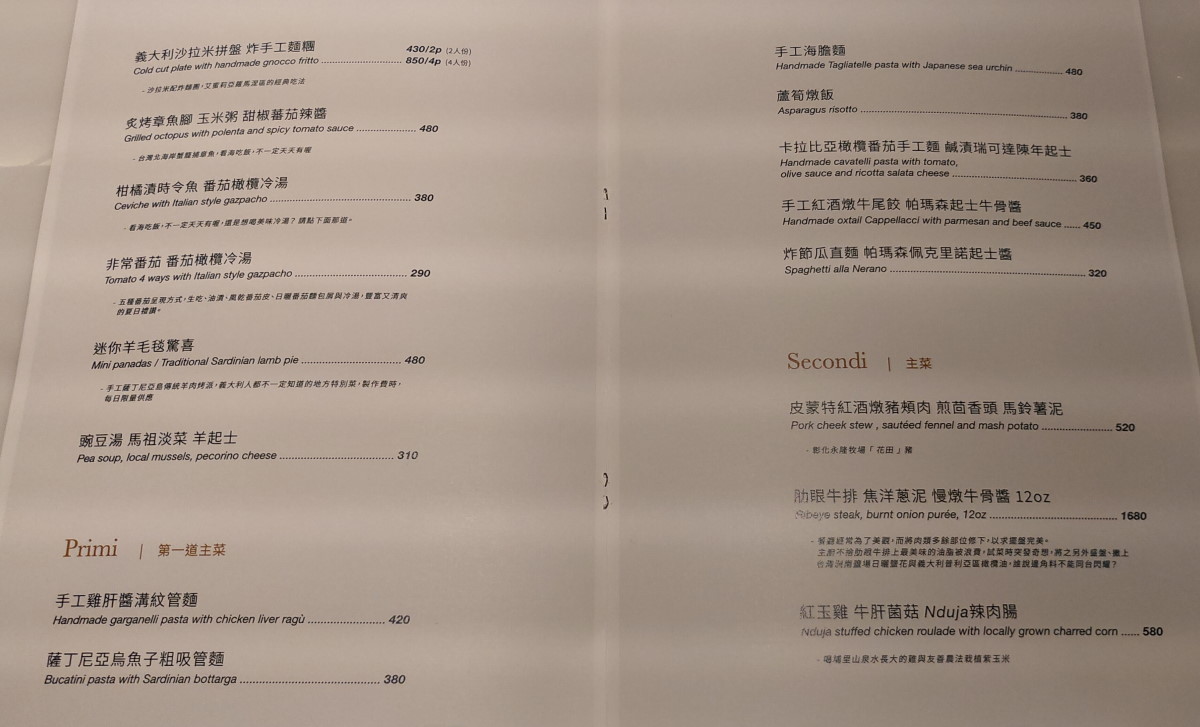 義大利沙拉米拼盤 炸手工麵糰
Cold cut plate with handmade gnocco fritto ........................ 430/2p (2人份)
850/4p (4人份)
- 沙拉米配炸麵糰，艾蜜莉亞羅馬涅區的經典吃法
炙烤章魚腳 玉米粥 甜椒蕃茄辣醬
Grilled octopus with polenta and spicy tomato sauce .................. 480
- 台灣北海岸蟹籠捕章魚，看海吃飯，不一定天天有喔
柑橘漬時令魚 番茄橄欖冷湯
Ceviche with Italian style gazpacho .......................................... 380
- 看海吃飯，不一定天天有喔，還是想喝美味冷湯？ 請點下面那道。
非常番茄 番茄橄欖冷湯
Tomato 4 ways with Italian style gazpacho ................................. 290
- 五種番茄呈現方式，生吃、油漬、風乾番茄皮、日曬番茄麵包屑與冷湯，豐富又清爽
的夏日禮讚。
迷你羊毛毯驚喜
Mini panadas / Traditional Sardinian lamb pie .............................. 480
- 手工薩丁尼亞島傳統羊肉烤派，義大利人都不一定知道的地方特別菜，製作費時，
每日限量供應
豌豆湯 馬祖淡菜 羊起士
Pea soup, local mussels, pecorino cheese .................................. 310
Primi | 第一道主菜
手工雞肝醬溝紋管麵
Handmade garganelli pasta with chicken liver ragù ...................... 420
薩丁尼亞烏魚子粗吸管麵
Bucatini pasta with Sardinian bottarga ........................................ 380
手工海膽麵
Handmade Tagliatelle pasta with Japanese sea urchin ............... 480
蘆筍燉飯
Asparagus risotto ................................................................ 380
卡拉比亞橄欖番茄手工麵 鹹漬瑞可達陳年起士
Handmade cavatelli pasta with tomato,
olive sauce and ricotta salata cheese ...................................... 360
手工紅酒燉牛尾餃 帕瑪森起士牛骨醬
Handmade oxtail Cappellacci with parmesan and beef sauce ..... 450
炸節瓜直麵 帕瑪森佩克里諾起士醬
Spaghetti alla Nerano ............................................................ 320
Secondi | 主菜
皮蒙特紅酒燉豬頰肉 煎茴香頭 馬鈴薯泥
Pork cheek stew , sautéed fennel and mash potato ..................... 520
- 彰化永隆牧場「 花田 」豬
肋眼牛排 焦洋蔥泥 慢燉牛骨醬 12oz
Ribeye steak, burnt onion purée, 12oz ...................................... 1680
- 餐廳經常為了美觀，而將肉類多餘部位修下，以求擺盤完美。
主廚不捨肋眼牛排上最美味的油脂被浪費，試菜時突發奇想，將之另外盛盤、撒上
台灣洲南鹽場日曬鹽花與義大利普利亞區橄欖油，誰說邊角料不能同台閃耀？
紅玉雞 牛肝菌菇 Nduja辣肉腸
Nduja stuffed chicken roulade with locally grown charred corn ...... 580
- 喝埔里山泉水長大的雞與友善農法栽植紫玉米